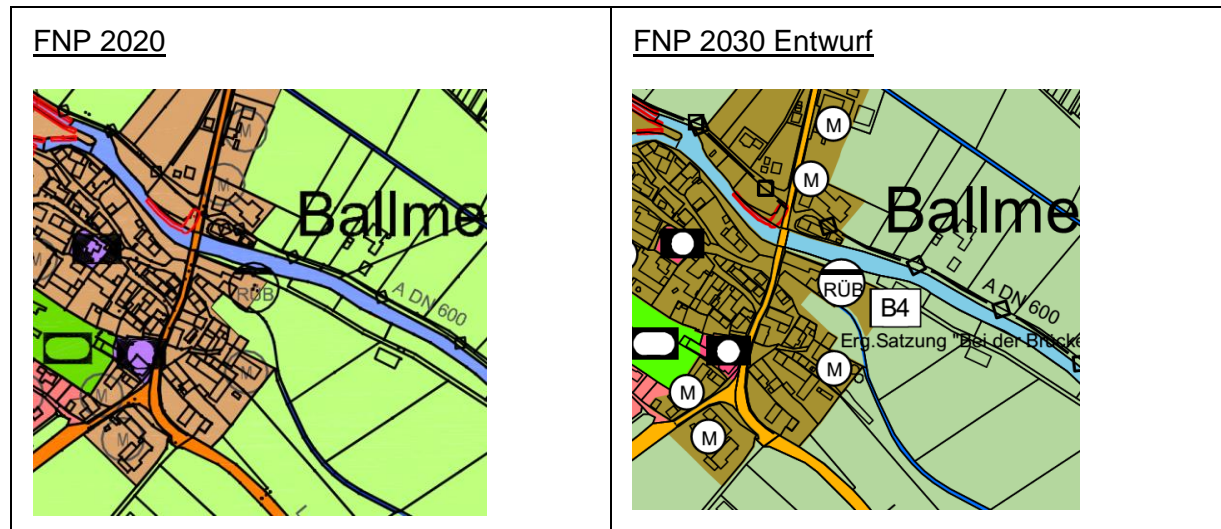 FNP 2020
M
M
Ballme
RÜB
A DN 600
M
M
M
M
L
FNP 2030 Entwurf
M
M
Ballme
RÜB
B4
A DN 600
Erg.Satzung "Bei der Brücke
M
M
M